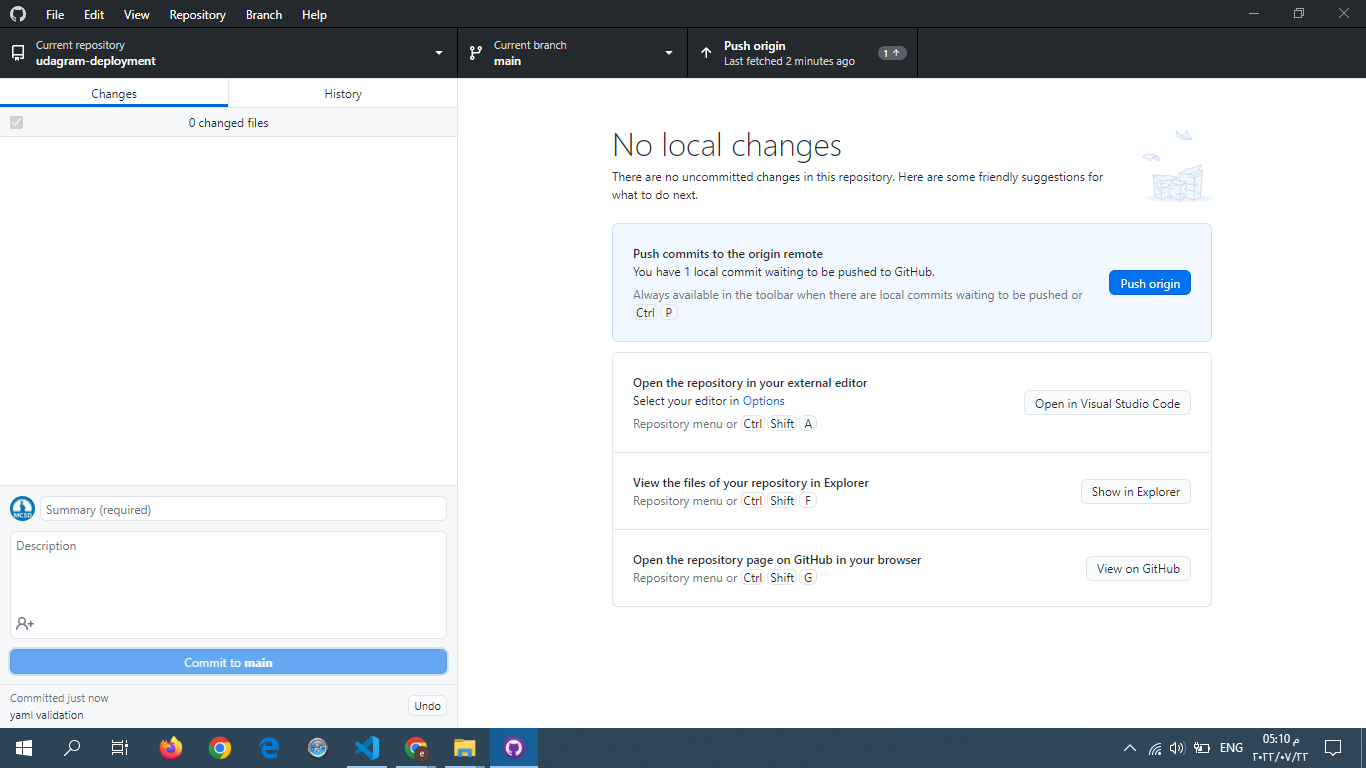 File Edit View Repository Branch Help
Current repository
udagram-deployment
Current branch
main
Push origin
Last fetched 2 minutes ago
1
Changes
History
0 changed files
No local changes
There are no uncommitted changes in this repository. Here are some friendly suggestions for
what to do next.
Push commits to the origin remote
You have 1 local commit waiting to be pushed to GitHub.
Always available in the toolbar when there are local commits waiting to be pushed or
Ctrl P
Push origin
Open the repository in your external editor
Select your editor in Options
Repository menu or Ctrl Shift A
Open in Visual Studio Code
View the files of your repository in Explorer
Repository menu or Ctrl Shift F
Show in Explorer
Open the repository page on GitHub in your browser
Repository menu or Ctrl Shift G
View on GitHub
MCSD
Summary (required)
Description
Commit to main
Committed just now
yaml validation
Undo
e
ENG
05:10 م
٢٠٢٢/٠٧/٢٢